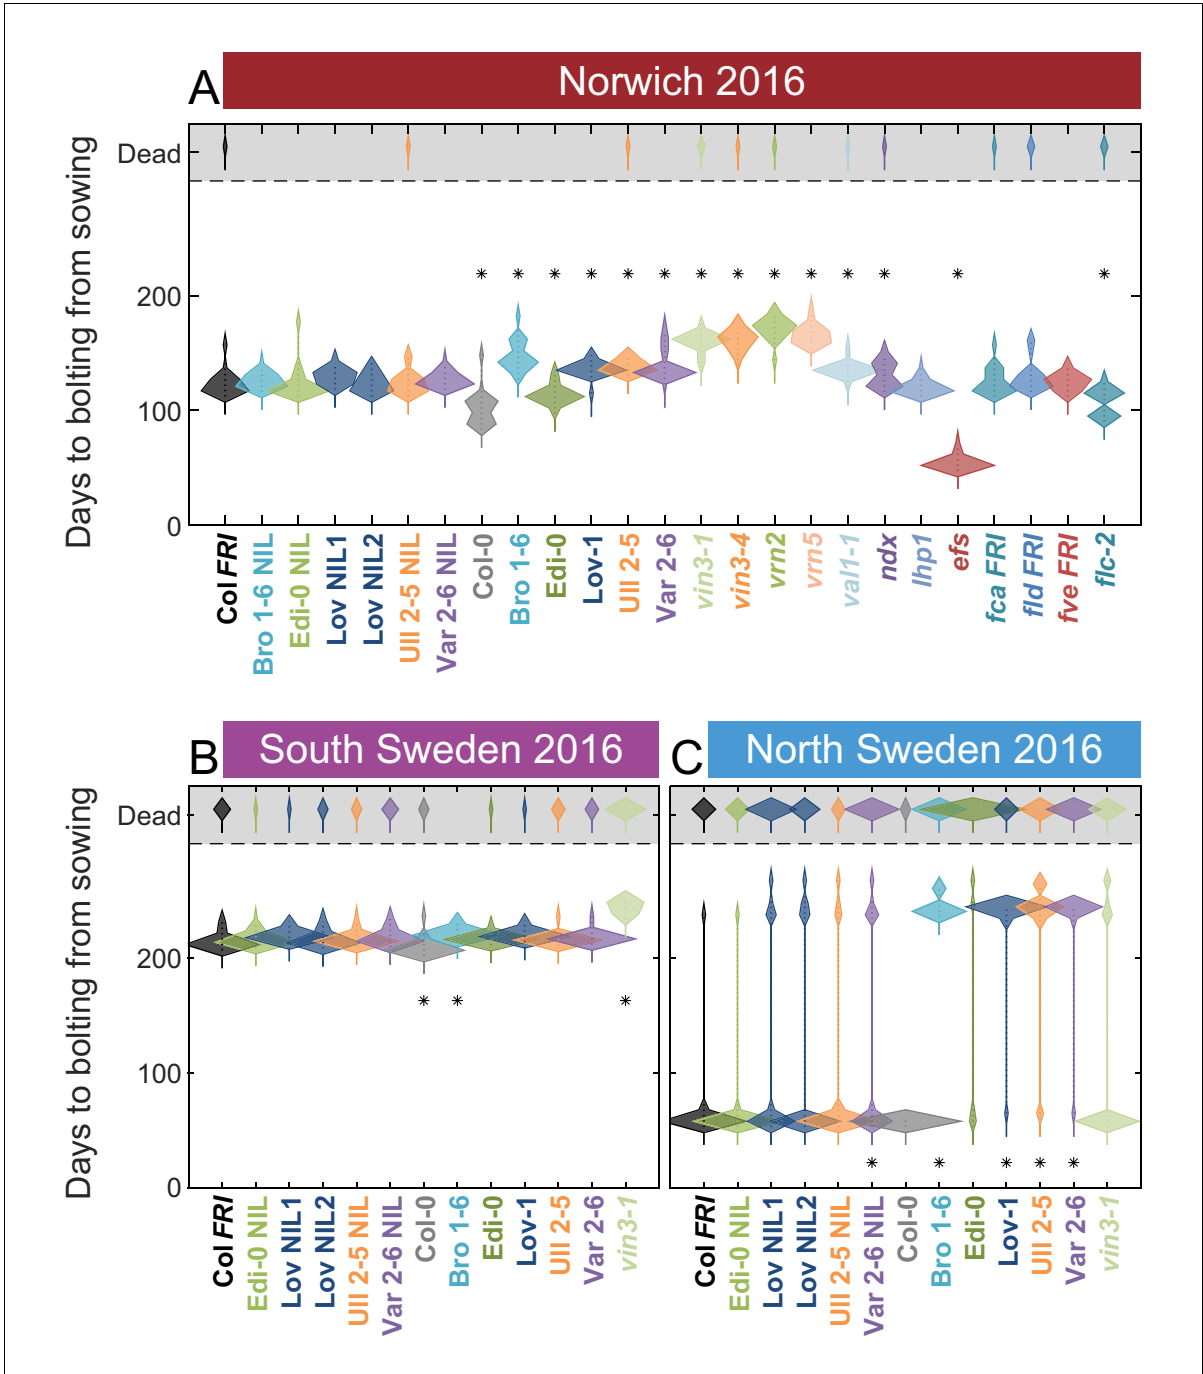 A
Norwich 2016
Days to bolting from sowing
Dead
200
100
0
* * * * * * * * * * * * * *
Col FRI
Bro 1-6 NIL
Edi-0 NIL
Lov NIL1
Lov NIL2
Ull 2-5 NIL
Var 2-6 NIL
Col-0
Bro 1-6
Edi-0
Lov-1
Ull 2-5
Var 2-6
vin3-1
vin3-4
vrn2
vrn5
val1-1
ndx
lhp1
efs
fca FRI
fld FRI
fve FRI
flc-2
B
South Sweden 2016
Days to bolting from sowing
Dead
200
100
0
* * *
Col FRI
Edi-0 NIL
Lov NIL1
Lov NIL2
Ull 2-5 NIL
Var 2-6 NIL
Col-0
Bro 1-6
Edi-0
Lov-1
Ull 2-5
Var 2-6
vin3-1
C
North Sweden 2016
* * * * *
Col FRI
Edi-0 NIL
Lov NIL1
Lov NIL2
Ull 2-5 NIL
Var 2-6 NIL
Col-0
Bro 1-6
Edi-0
Lov-1
Ull 2-5
Var 2-6
vin3-1